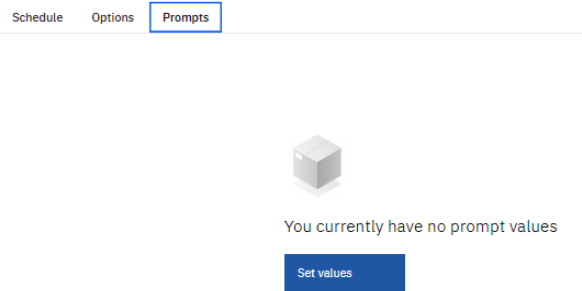 Schedule Options Prompts
You currently have no prompt values
Set values